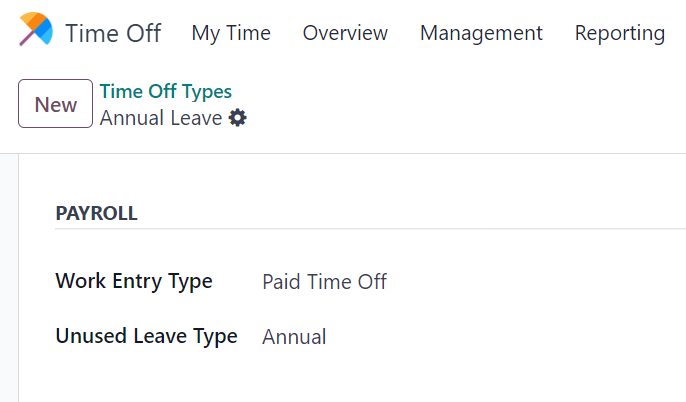 Time Off My Time Overview Management Reporting
New
Time Off Types
Annual Leave
PAYROLL
Work Entry Type Paid Time Off
Unused Leave Type Annual